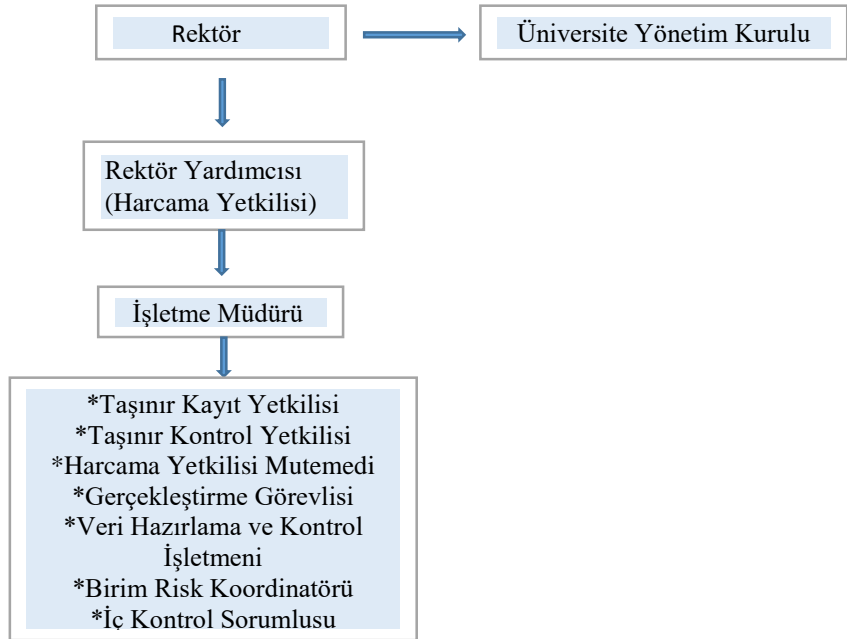 Rektör
Üniversite Yönetim Kurulu
Rektör Yardımcısı
(Harcama Yetkilisi)
İşletme Müdürü
*Taşınır Kayıt Yetkilisi
*Taşınır Kontrol Yetkilisi
*Harcama Yetkilisi Mutemedi
*Gerçekleştirme Görevlisi
*Veri Hazırlama ve Kontrol
İşletmeni
*Birim Risk Koordinatörü
*İç Kontrol Sorumlusu